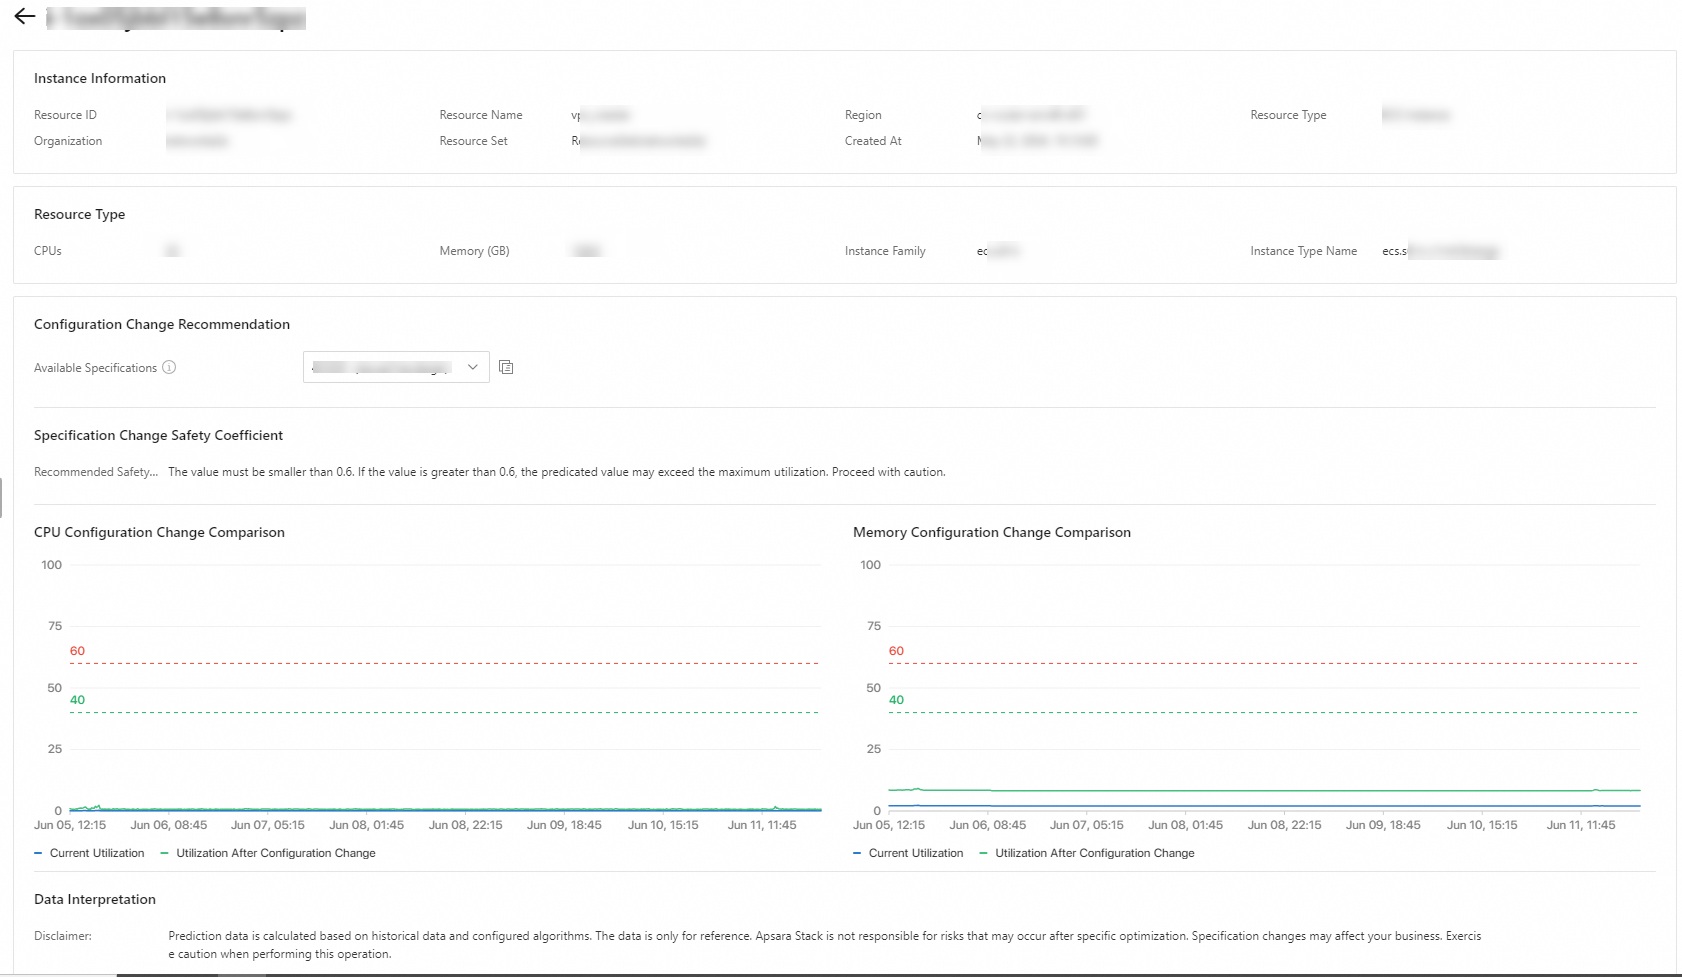 Instance Information
Resource ID Resource Name Region Resource Type
Organization Resource Set Created At
Resource Type
CPUs Memory (GB) Instance Family Instance Type Name
Configuration Change Recommendation
Available Specifications
Specification Change Safety Coefficient
Recommended Safety... The value must be smaller than 0.6. If the value is greater than 0.6, the predicated value may exceed the maximum utilization. Proceed with caution.
CPU Configuration Change Comparison
100
75
60
50
40
25
0
Jun 05, 12:15 Jun 06, 08:45 Jun 07, 05:15 Jun 08, 01:45 Jun 08, 22:15 Jun 09, 18:45 Jun 10, 15:15 Jun 11, 11:45
Current Utilization Utilization After Configuration Change
Memory Configuration Change Comparison
100
75
60
50
40
25
0
Jun 05, 12:15 Jun 06, 08:45 Jun 07, 05:15 Jun 08, 01:45 Jun 08, 22:15 Jun 09, 18:45 Jun 10, 15:15 Jun 11, 11:45
Current Utilization Utilization After Configuration Change
Data Interpretation
Disclaimer: Prediction data is calculated based on historical data and configured algorithms. The data is only for reference. Apsara Stack is not responsible for risks that may occur after specific optimization. Specification changes may affect your business. Exercis
e caution when performing this operation.